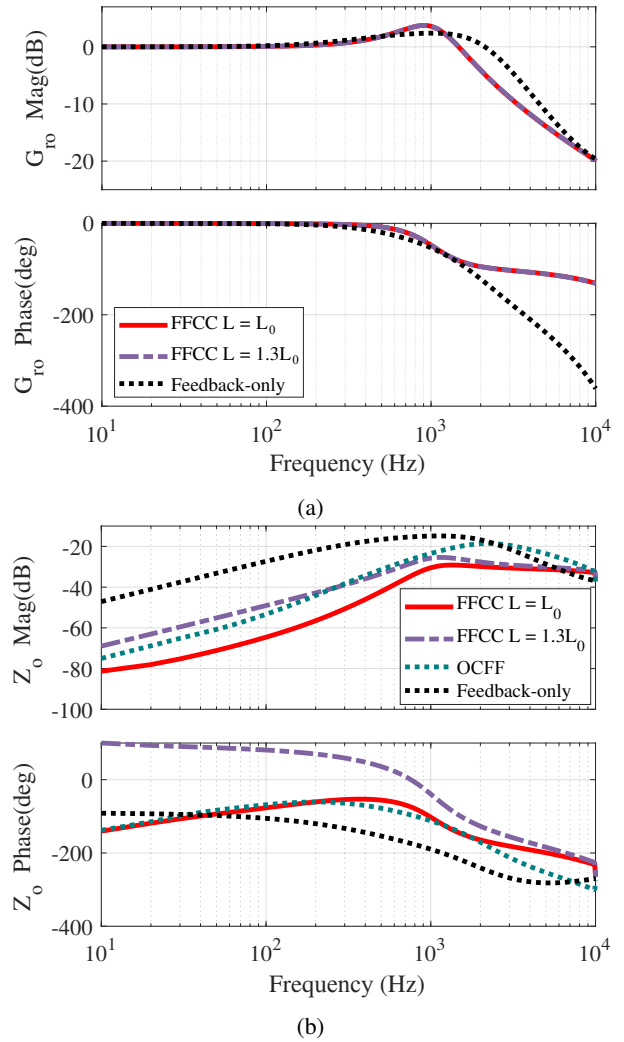 0
-10
-20
G_ro Mag(dB)
0
-200
-400
G_ro Phase(deg)
FFCC L = L_0
FFCC L = 1.3L_0
Feedback-only
10^1
10^2
10^3
10^4
Frequency (Hz)
(a)
-20
-40
-60
-80
-100
Z_o Mag(dB)
FFCC L = L_0
FFCC L = 1.3L_0
OCFF
Feedback-only
0
-200
-400
Z_o Phase(deg)
10^1
10^2
10^3
10^4
Frequency (Hz)
(b)